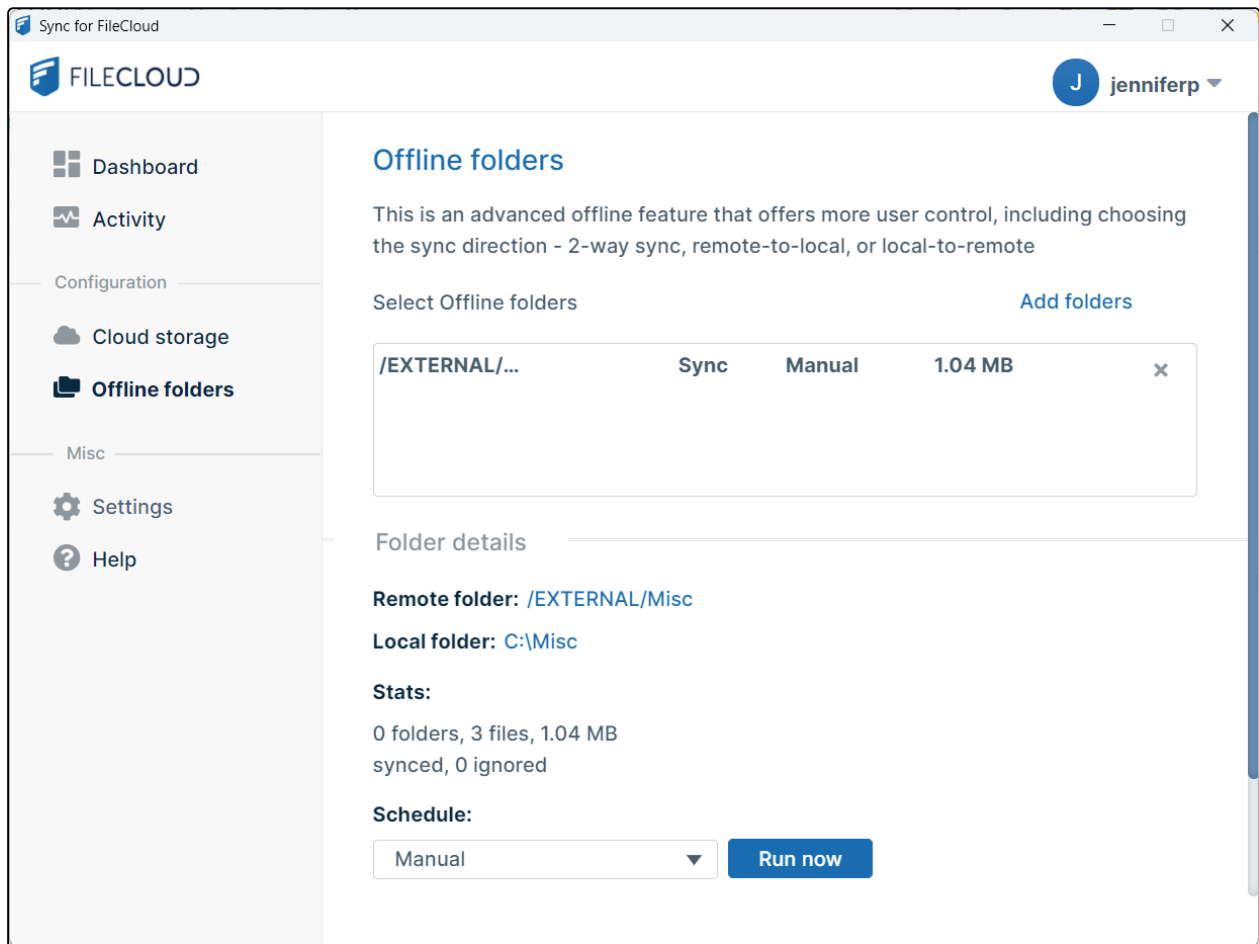 Sync for FileCloud
FILECLOUD
J jenniferp
Dashboard
Activity
Configuration
Cloud storage
Offline folders
Misc
Settings
Help
Offline folders
This is an advanced offline feature that offers more user control, including choosing
the sync direction - 2-way sync, remote-to-local, or local-to-remote
Select Offline folders Add folders
/EXTERNAL/... Sync Manual 1.04 MB
Folder details
Remote folder: /EXTERNAL/Misc
Local folder: C:\Misc
Stats:
0 folders, 3 files, 1.04 MB
synced, 0 ignored
Schedule:
Manual Run now